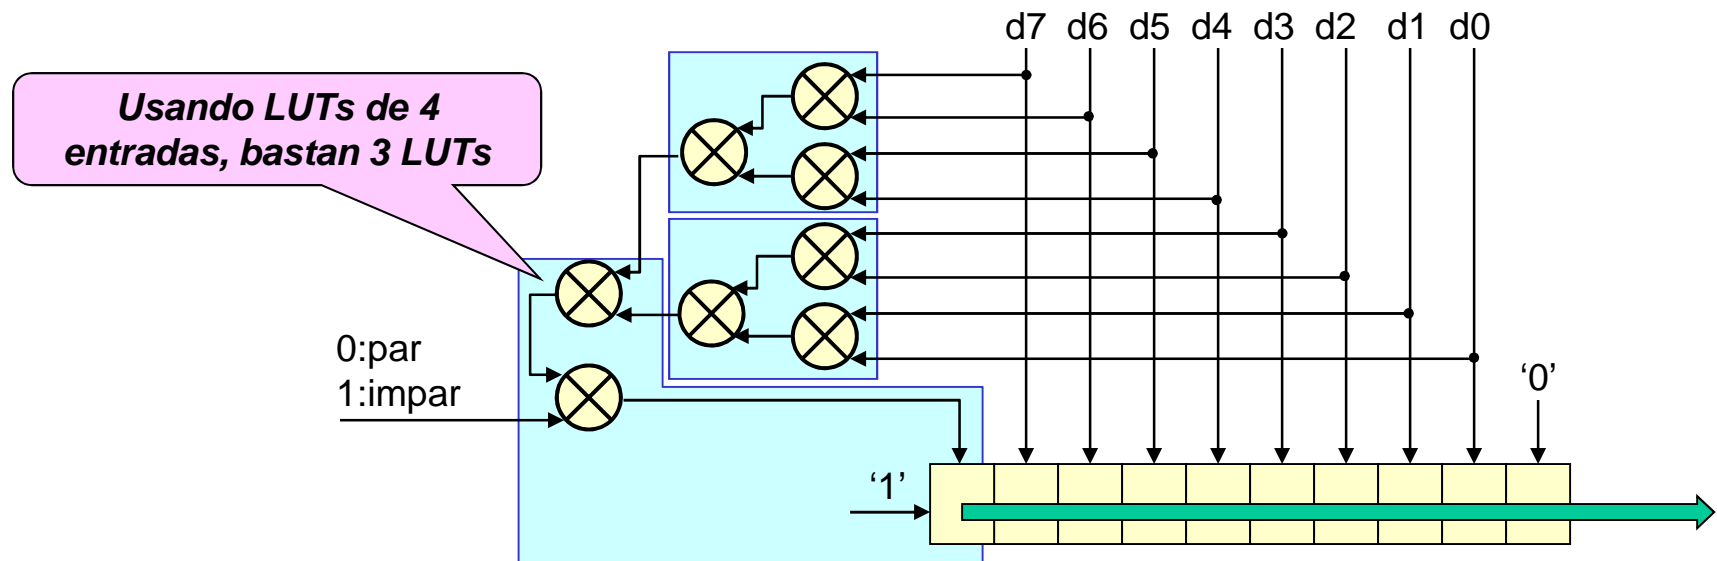 d7 d6 d5 d4 d3 d2 d1 d0
Usando LUTs de 4
entradas, bastan 3 LUTs
0:par
1:impar
‘0’
‘1’